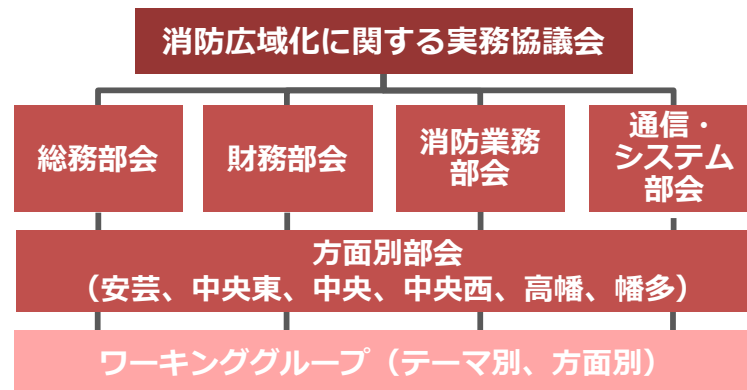 消防広域化に関する実務協議会
総務部会
財務部会
消防業務
部会
通信・
システム
部会
方面別部会
（安芸、中央東、中央、中央西、高幡、幡多）
ワーキンググループ（テーマ別、方面別）